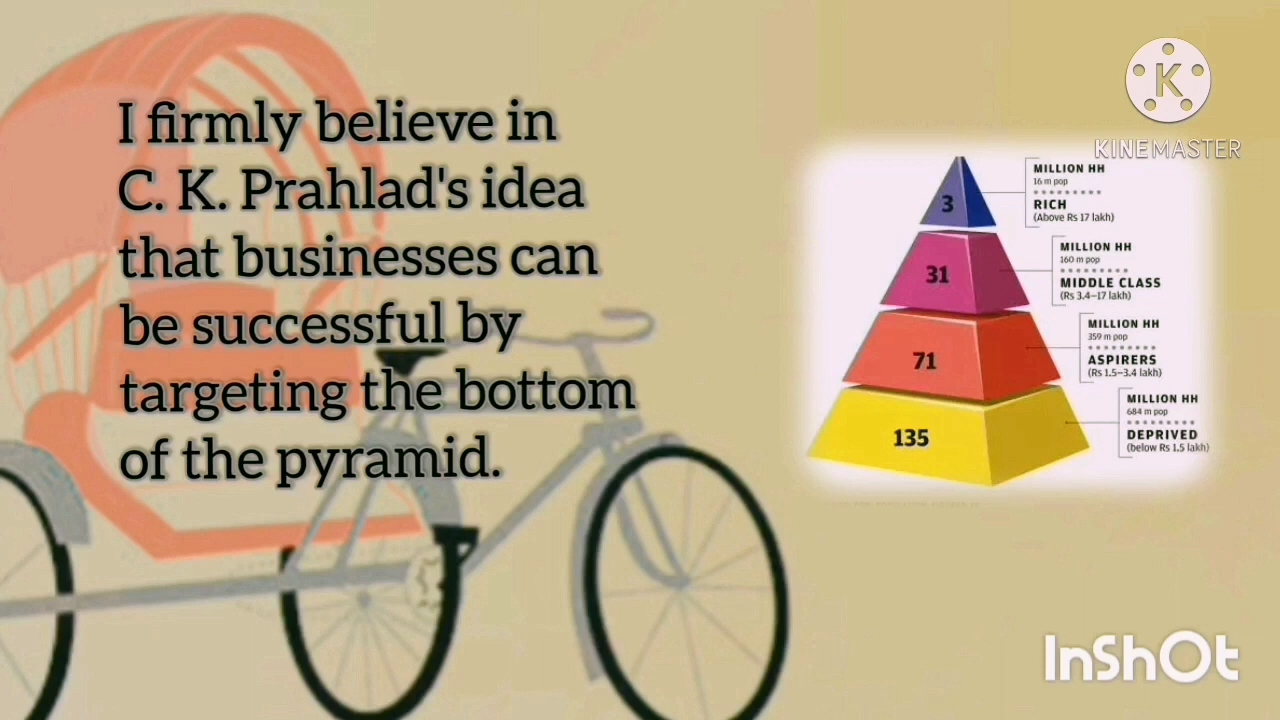 I firmly believe in
C. K. Prahlad's idea
that businesses can
be successful by
targeting the bottom
of the pyramid.
K
KINEMASTER
3
MILLION HH
16 m pop
RICH
(Above Rs 17 lakh)
31
MILLION HH
160 m pop
MIDDLE CLASS
(Rs 3.4–17 lakh)
71
MILLION HH
359 m pop
ASPIRERS
(Rs 1.5–3.4 lakh)
135
MILLION HH
684 m pop
DEPRIVED
(below Rs 1.5 lakh)
InShOt